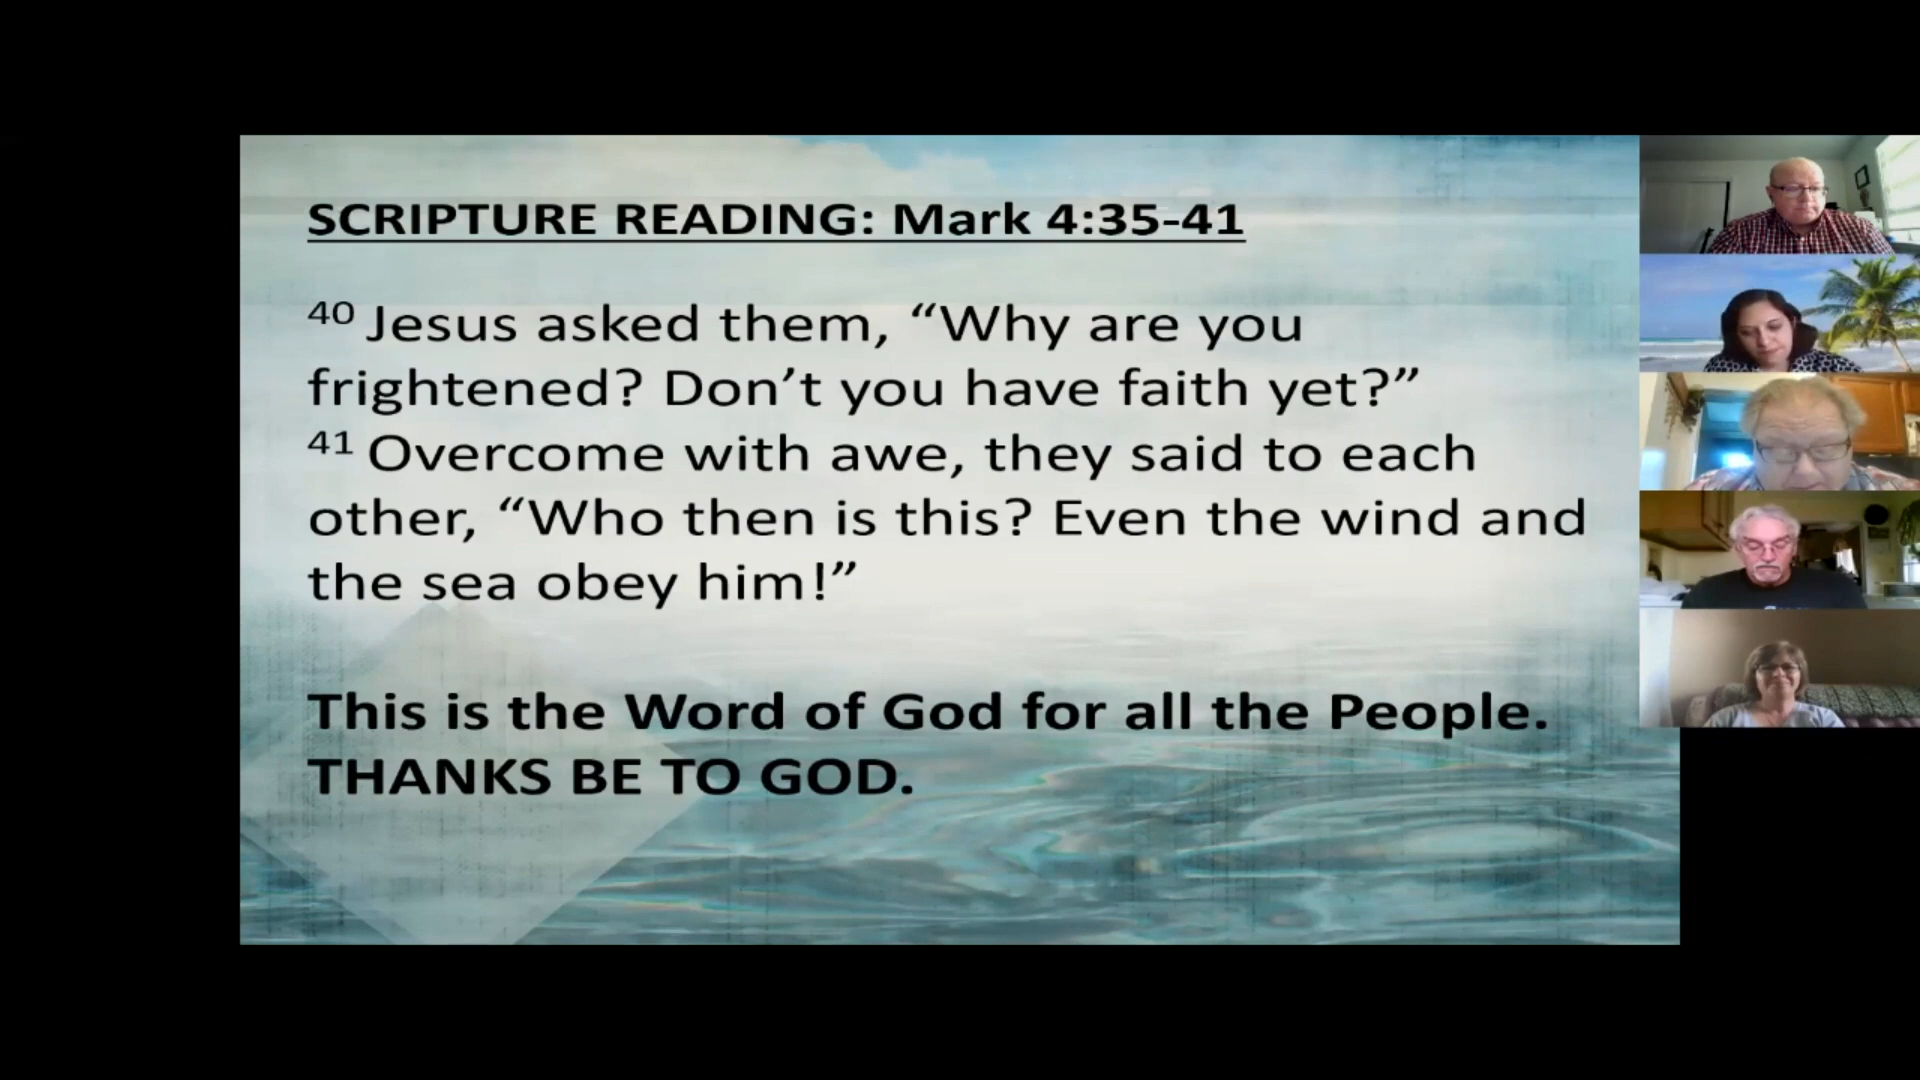 SCRIPTURE READING: Mark 4:35-41
40 Jesus asked them, “Why are you
frightened? Don’t you have faith yet?”
41 Overcome with awe, they said to each
other, “Who then is this? Even the wind and
the sea obey him!”
This is the Word of God for all the People.
THANKS BE TO GOD.